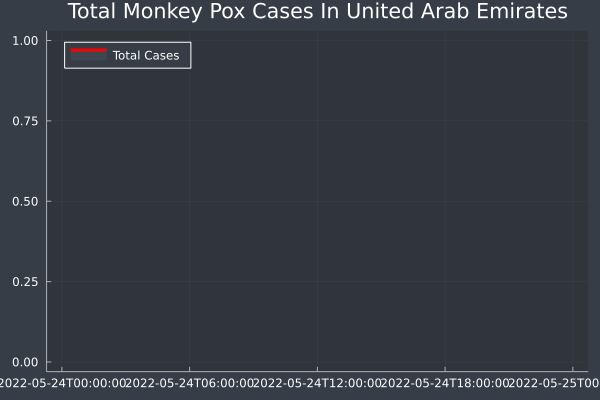 Total Monkey Pox Cases In United Arab Emirates
1.00
Total Cases
0.75
0.50
0.25
0.00
2022-05-24T00:00:00 2022-05-24T06:00:00 2022-05-24T12:00:00 2022-05-24T18:00:00 2022-05-25T00